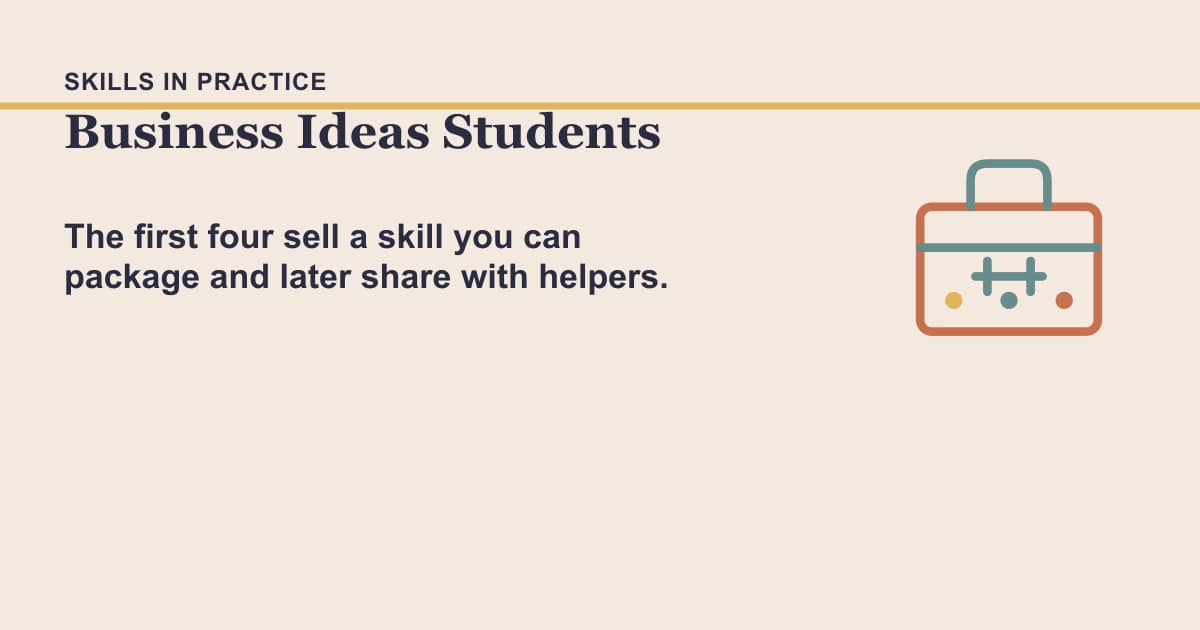 SKILLS IN PRACTICE
Business Ideas Students
The first four sell a skill you can
package and later share with helpers.